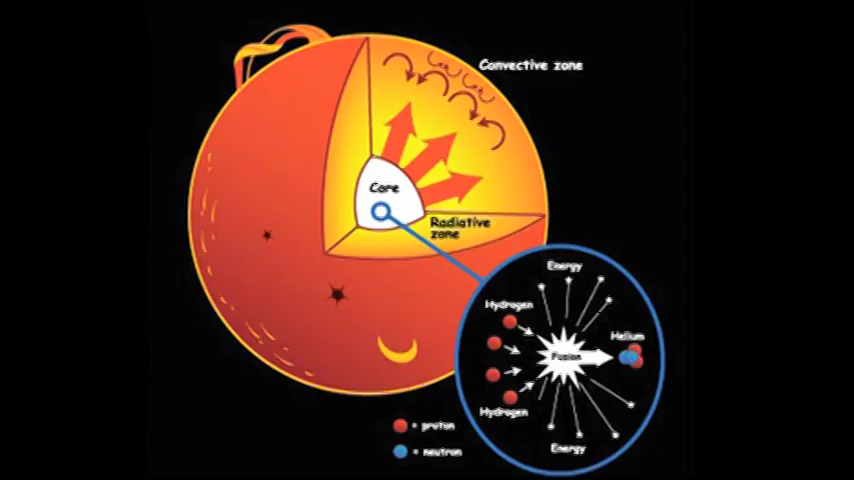 Convective zone
Core
Radiative
zone
Energy
Hydrogen
Helium
Fusion
Hydrogen
= proton
Energy
= neutron